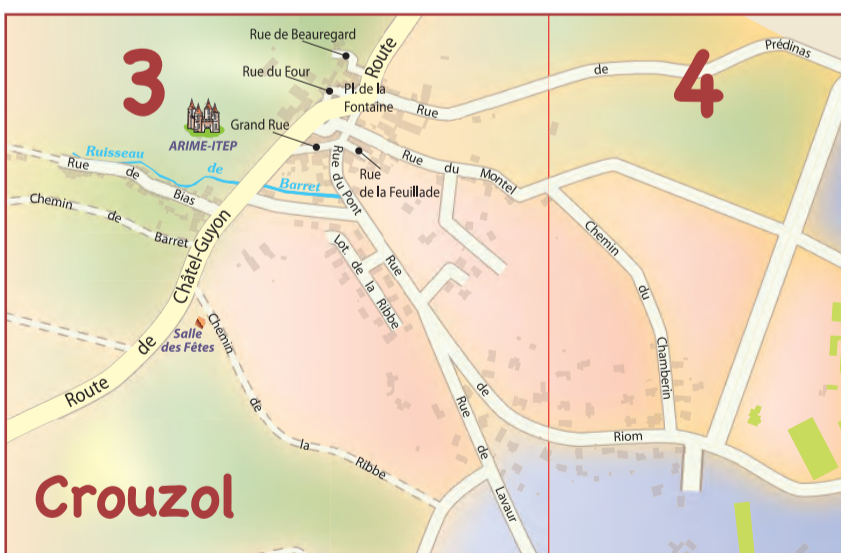 3
4
Rue de Beauregard
Rue du Four
Pl. de la
Fontaine
Grand Rue
ARIME-ITEP
Route de Châtel-Guyon Route
Rue de Prédinas
Ruisseau de Barret
Rue de Bias
Chemin de Barret
Rue du Pont
Rue
de la Feuillade
Rue du Montel
Lot. de la Ribbe
Rue de Riom
Chemin du Chamberin
Salle
des Fêtes
Chemin de la Ribbe
Rue de Lavaur
Crouzol